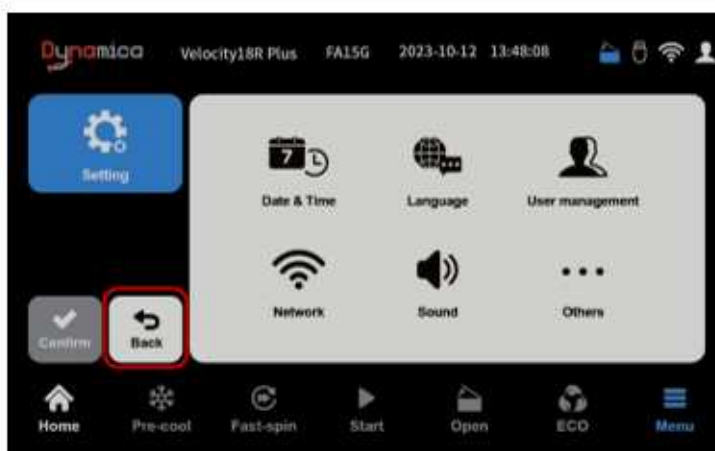 Dynamica Velocity18R Plus FA15G 2023-10-12 13:48:08
Setting
7
Date & Time Language User management
Network Sound Others
Confirm Back
Home Pre-cool Fast-spin Start Open ECO Menu